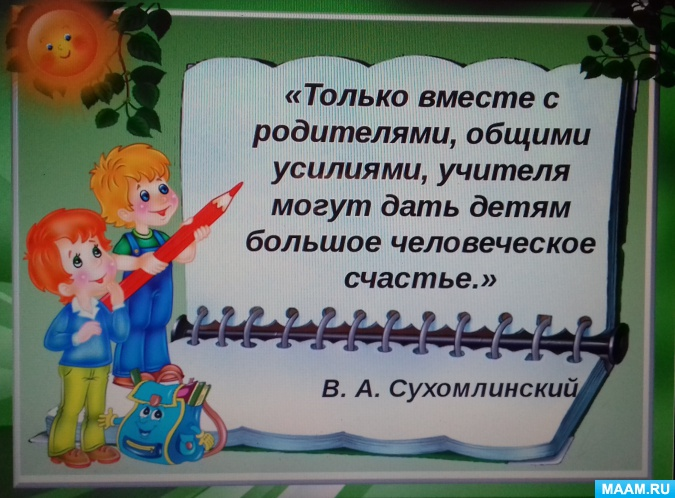 «Только вместе с
родителями, общими
усилиями, учителя
могут дать детям
большое человеческое
счастье.»
В. А. Сухомлинский
MAAM.RU